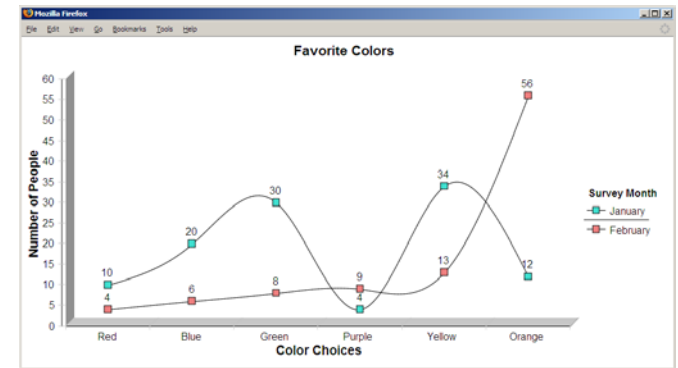 Mozilla Firefox
File Edit View Go Bookmarks Tools Help
Favorite Colors
60
56
50
45
40
35
34
30
30
25
20
20
15
13
12
10
10
9
8
6
5
4
4
0
Number of People
Red Blue Green Purple Yellow Orange
Color Choices
Survey Month
January
February